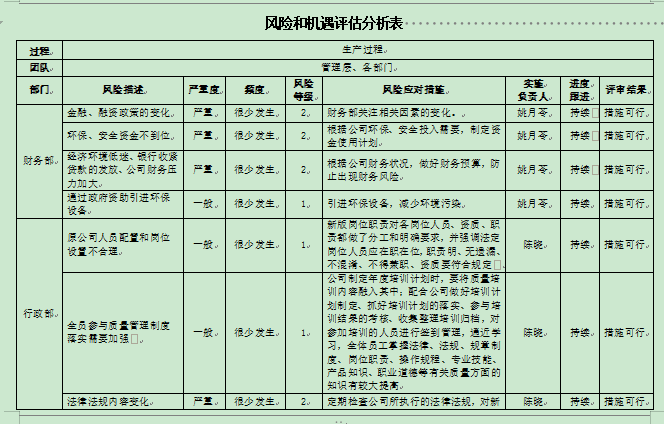 风险和机遇评估分析表
过程
生产过程
团队
管理层、各部门
部门
风险描述
严重度
频度
风险
等级
风险应对措施
实施
负责人
进度
跟进
评审结果
财务部
金融、融资政策的变化。
严重
很少发生
2
财务部关注相关因素的变化。
姚月苓
持续
措施可行
环保、安全资金不到位。
严重
很少发生
2
根据公司环保、安全投入需要,制定资
金使用计划
姚月苓
持续
措施可行
经济环境低迷、银行收紧
贷款的发放、公司财务压
力加大。
严重
很少发生
2
根据公司财务状况,做好财务预算,防
止出现财务风险。
姚月苓
持续
措施可行
通过政府资助引进环保
设备。
一般
很少发生
1
引进环保设备,减少环境污染。
姚月苓
持续
措施可行
行政部
原公司人员配置和岗位
设置不合理。
一般
很少发生
1
新版岗位职责对各岗位人员、资质、职
责都做了分工和明确要求,并强调法定
岗位人员应在职在位,职责明、无遗漏、
不混淆、不得兼职、资质要符合规定、
陈晓
持续
措施可行
全员参与质量管理制度
落实需要加强。
一般
很少发生
1
公司制定年度培训计划时,要将质量培
训内容融入其中;配合公司做好培训计
划制定、抓好培训计划的落实、参与培
训结果的考核、收集整理培训归档,对
参加培训的人员进行签到管理,通过学
习,全体员工掌握法律、法规、规章制
度、岗位职责、操作规程、专业技能、
产品知识、职业道德等有关质量方面的
知识有较大提高。
陈晓
持续
措施可行
法律法规内容变化
严重
很少发生
2
定期检查公司所执行的法律法规,对新
陈晓
持续
措施可行